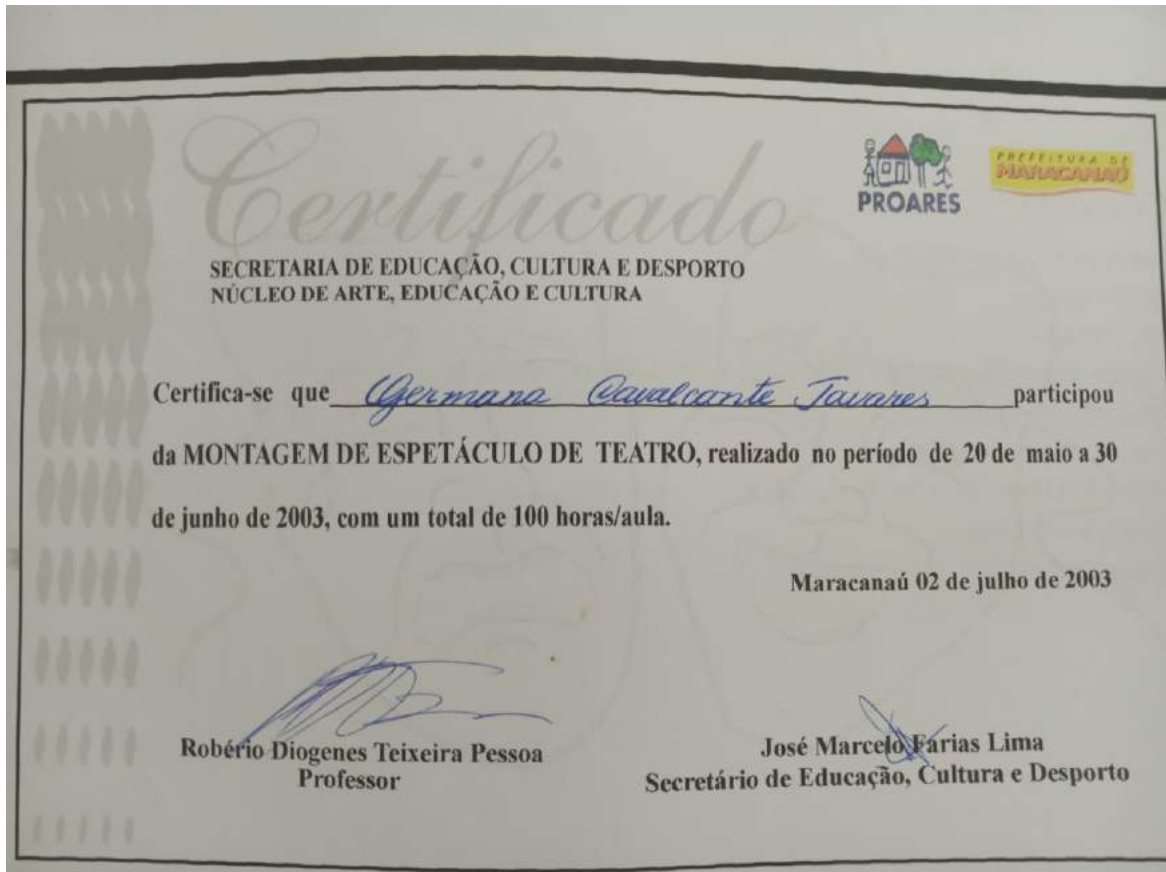 Certificado
PROARES
PREFEITURA DE
MARACANAÚ
SECRETARIA DE EDUCAÇÃO, CULTURA E DESPORTO
NÚCLEO DE ARTE, EDUCAÇÃO E CULTURA
Certifica-se que Germana Cavalcante Tavares participou
da MONTAGEM DE ESPETÁCULO DE TEATRO, realizado no período de 20 de maio a 30
de junho de 2003, com um total de 100 horas/aula.
Maracanaú 02 de julho de 2003
Robério Diogenes Teixeira Pessoa
Professor
José Marcelo Farias Lima
Secretário de Educação, Cultura e Desporto